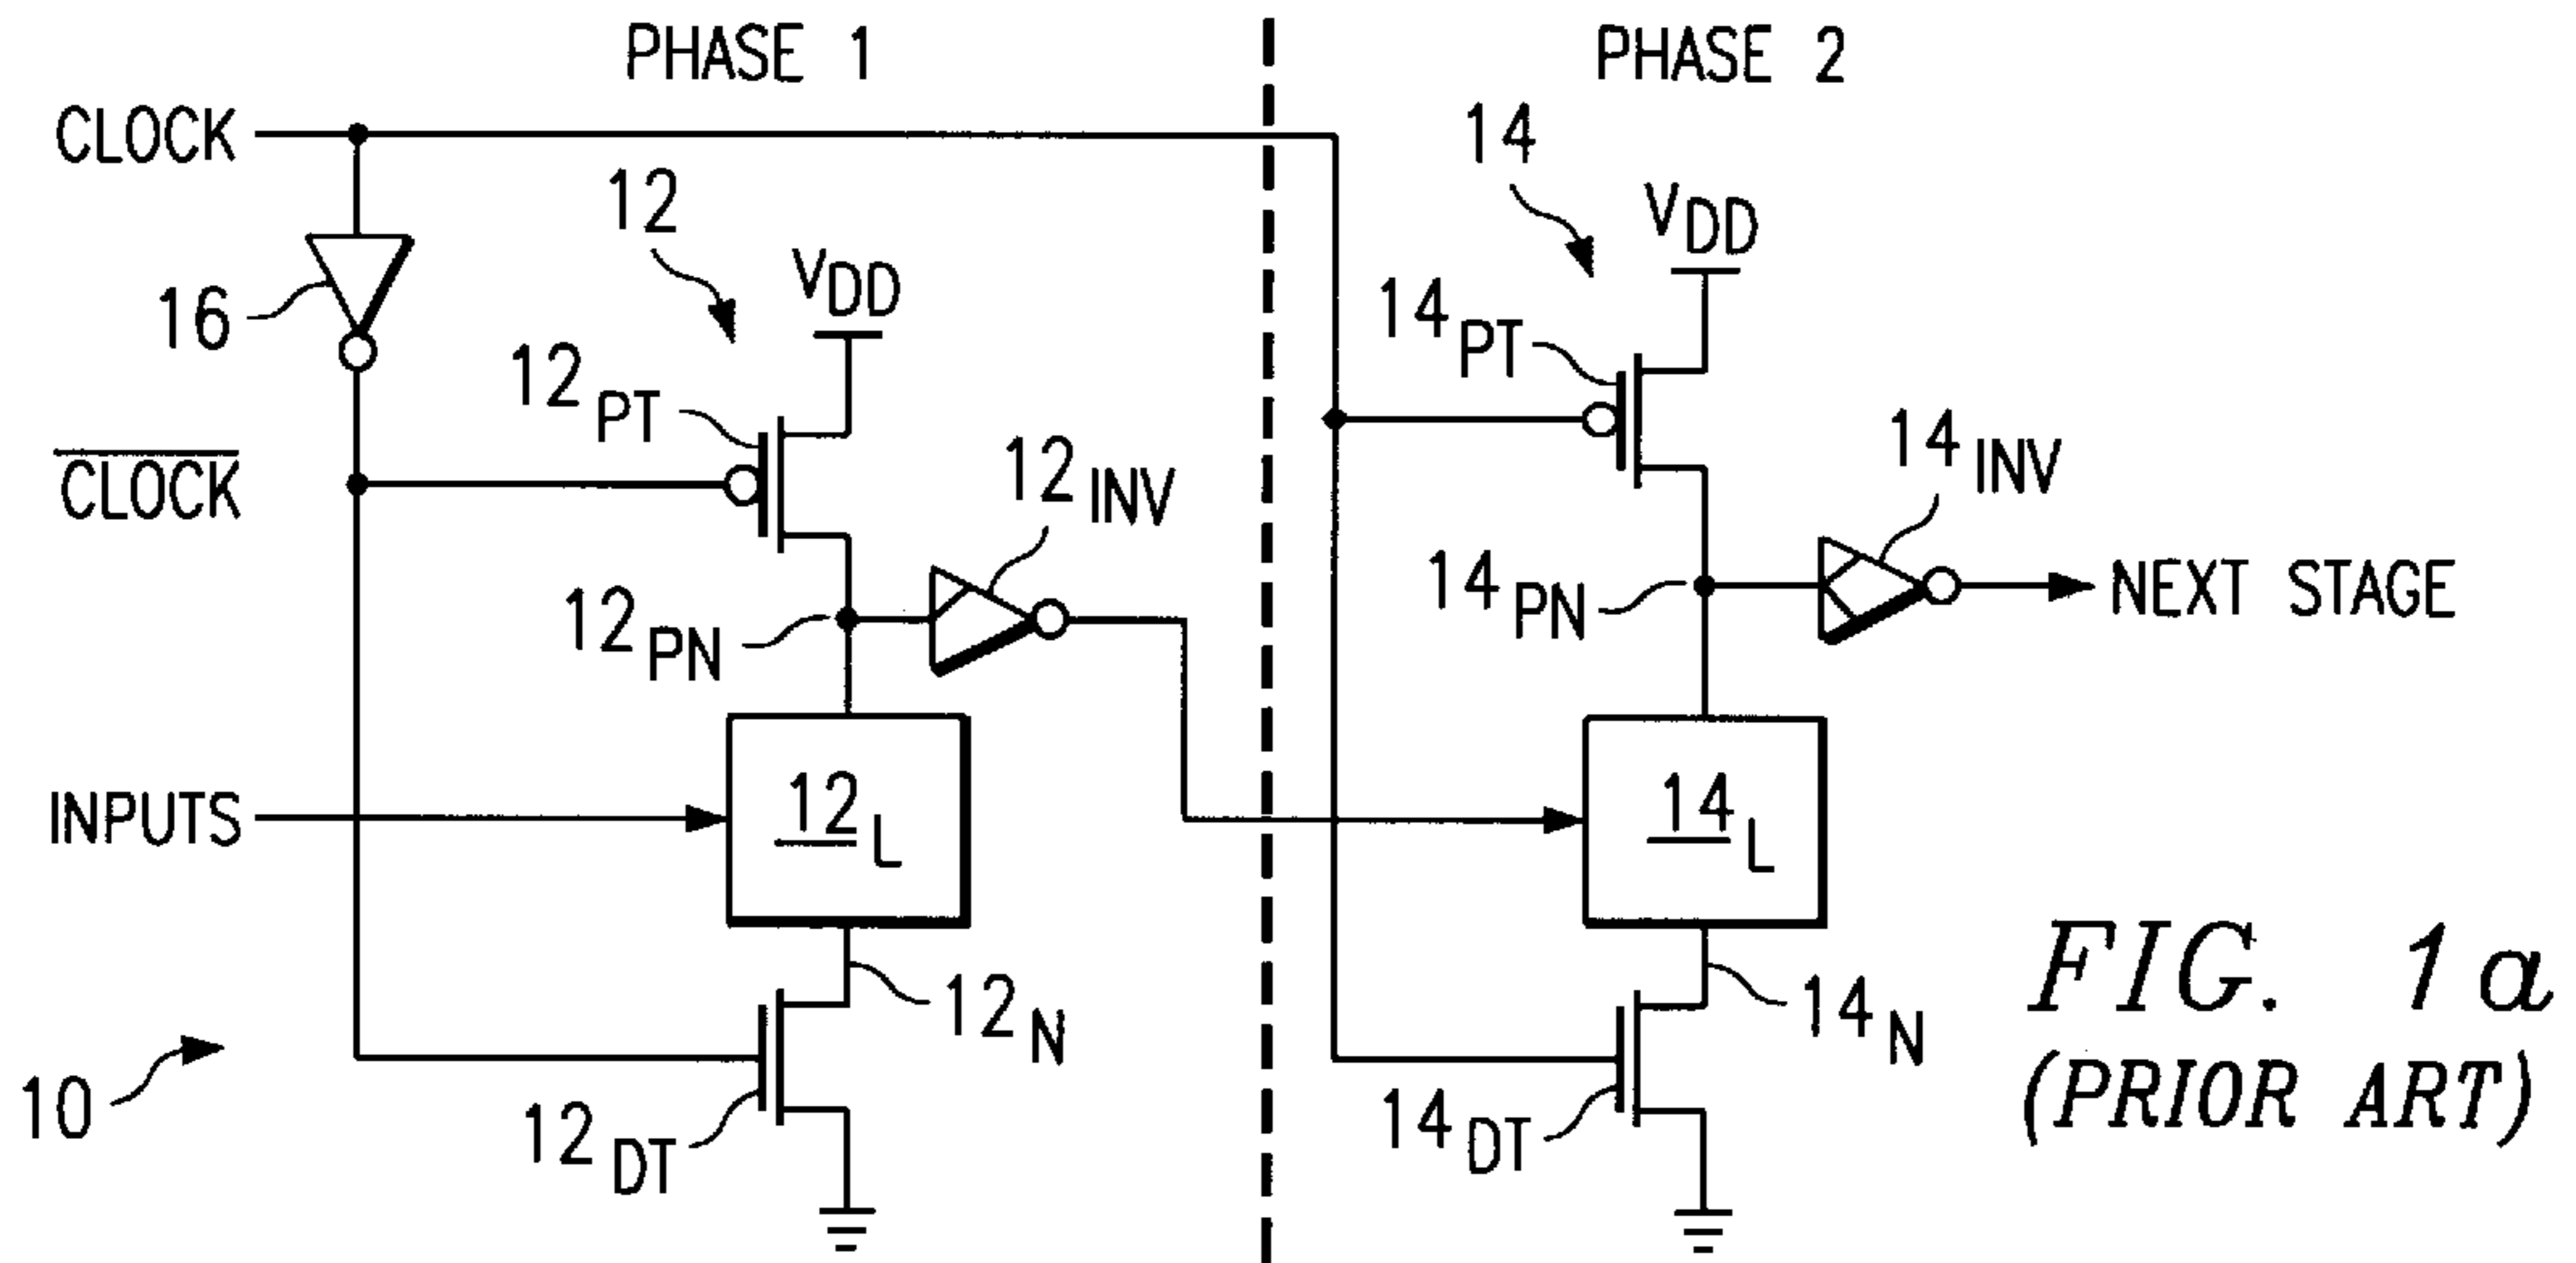 PHASE 1
PHASE 2
CLOCK
12
14
VDD
VDD
16
12PT
14PT
CLOCK
12INV
14INV
12PN
14PN
NEXT STAGE
INPUTS
12L
14L
12N
14N
10
12DT
14DT
FIG. 1a
(PRIOR ART)